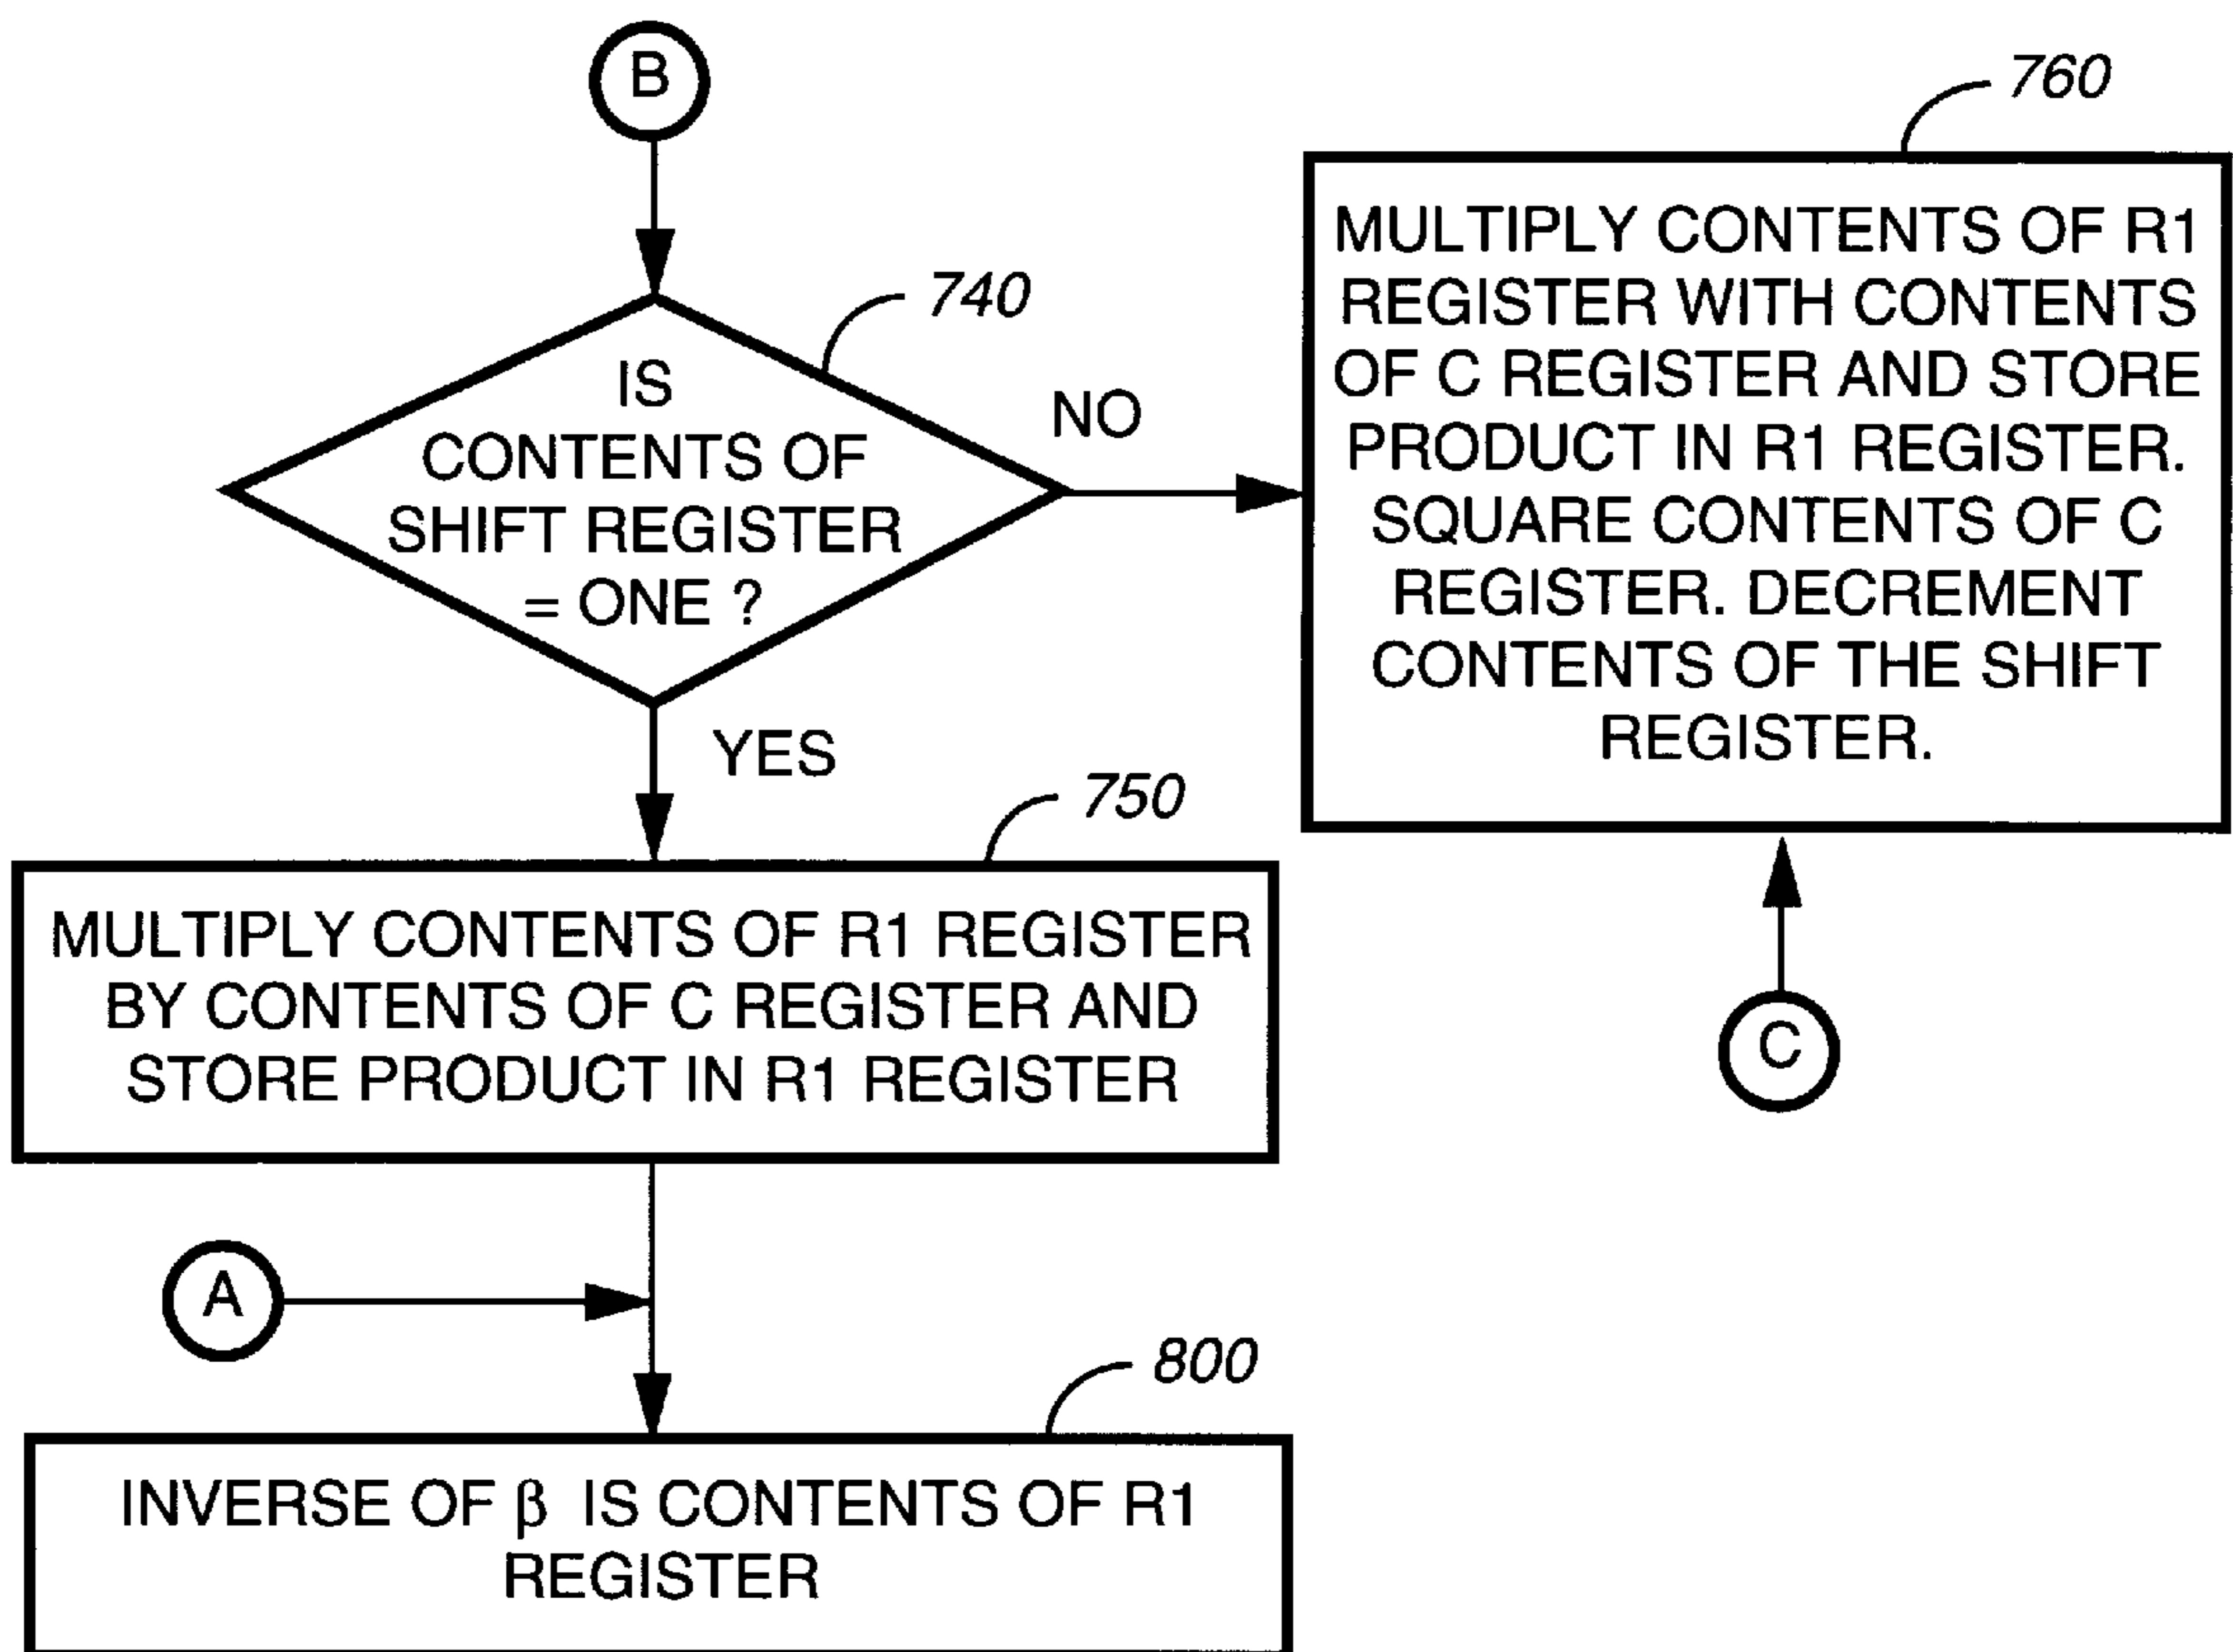 B
740
IS
CONTENTS OF
SHIFT REGISTER
= ONE ?
NO
YES
760
MULTIPLY CONTENTS OF R1
REGISTER WITH CONTENTS
OF C REGISTER AND STORE
PRODUCT IN R1 REGISTER.
SQUARE CONTENTS OF C
REGISTER. DECREMENT
CONTENTS OF THE SHIFT
REGISTER.
C
750
MULTIPLY CONTENTS OF R1 REGISTER
BY CONTENTS OF C REGISTER AND
STORE PRODUCT IN R1 REGISTER
A
800
INVERSE OF β IS CONTENTS OF R1
REGISTER